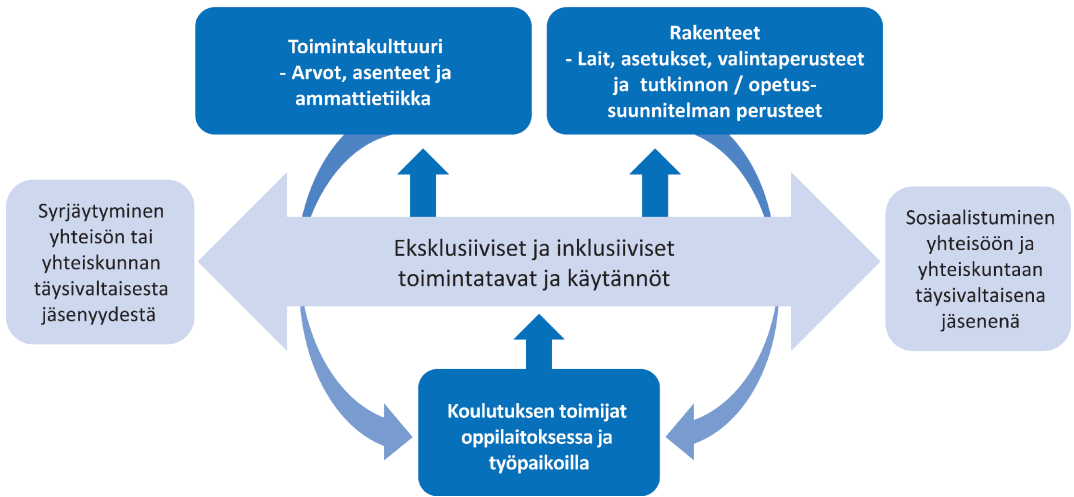 Toimintakulttuuri
- Arvot, asenteet ja
ammattietiikka
Rakenteet
- Lait, asetukset, valintaperusteet
ja tutkinnon / opetus-
suunnitelman perusteet
Syrjäytyminen
yhteisön tai
yhteiskunnan
täysivaltaisesta
jäsenyydestä
Eksklusiiviset ja inklusiiviset
toimintatavat ja käytännöt
Sosiaalistuminen
yhteisöön ja
yhteiskuntaan
täysivaltaisena
jäsenenä
Koulutuksen toimijat
oppilaitoksessa ja
työpaikoilla